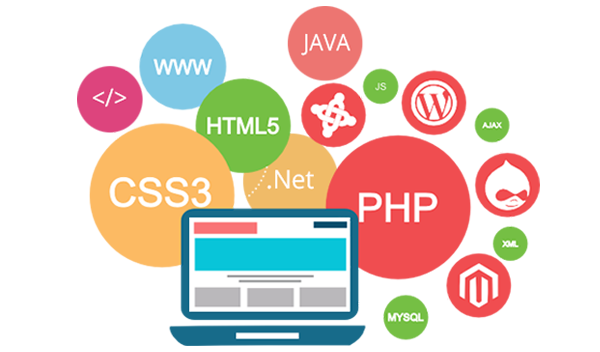 JAVA
WWW
JS
</>
HTML5
AJAX
.Net
CSS3
PHP
XML
MYSQL